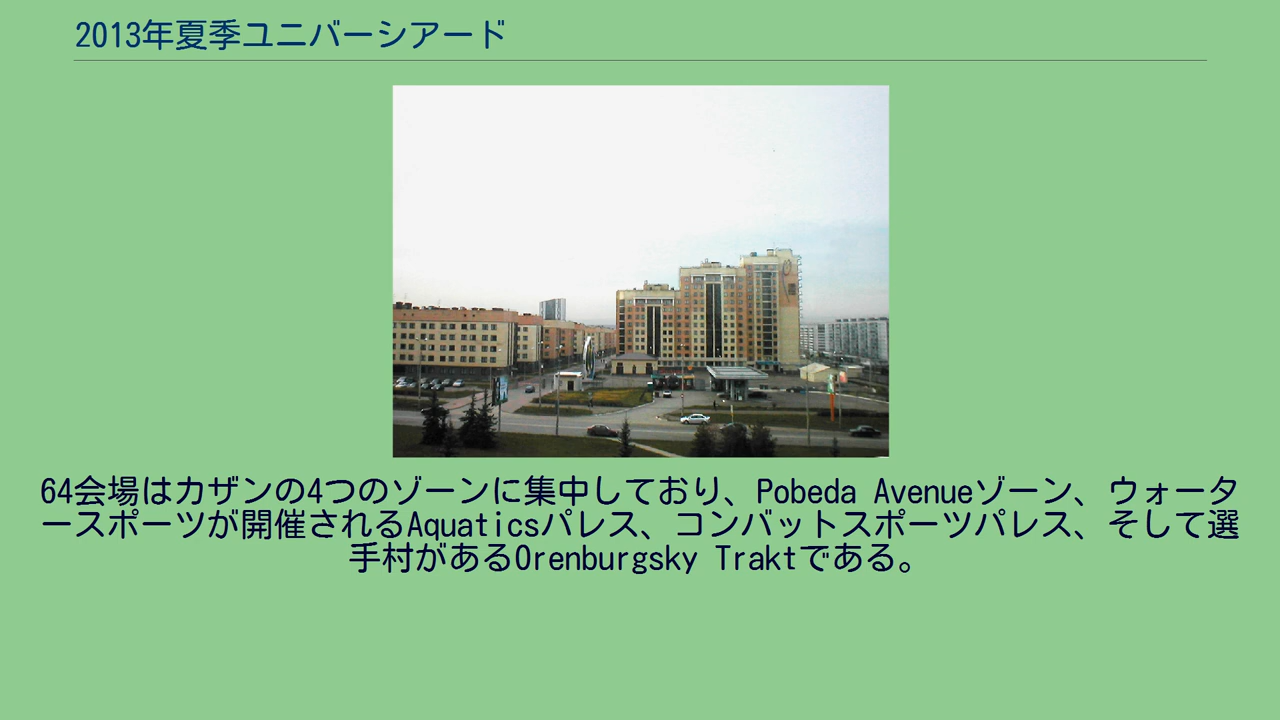 2013年夏季ユニバーシアード
64会場はカザンの4つのゾーンに集中しており、Pobeda Avenueゾーン、ウォータ
ースポーツが開催されるAquaticsパレス、コンバットスポーツパレス、そして選
手村があるOrenburgsky Traktである。